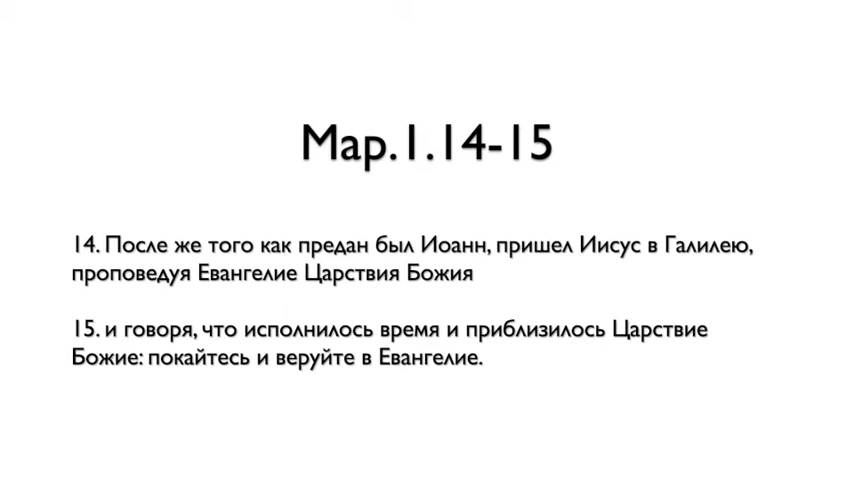 Мар.1.14-15
14. После же того как предан был Иоанн, пришел Иисус в Галилею,
проповедуя Евангелие Царствия Божия
15. и говоря, что исполнилось время и приблизилось Царствие
Божие: покайтесь и веруйте в Евангелие.